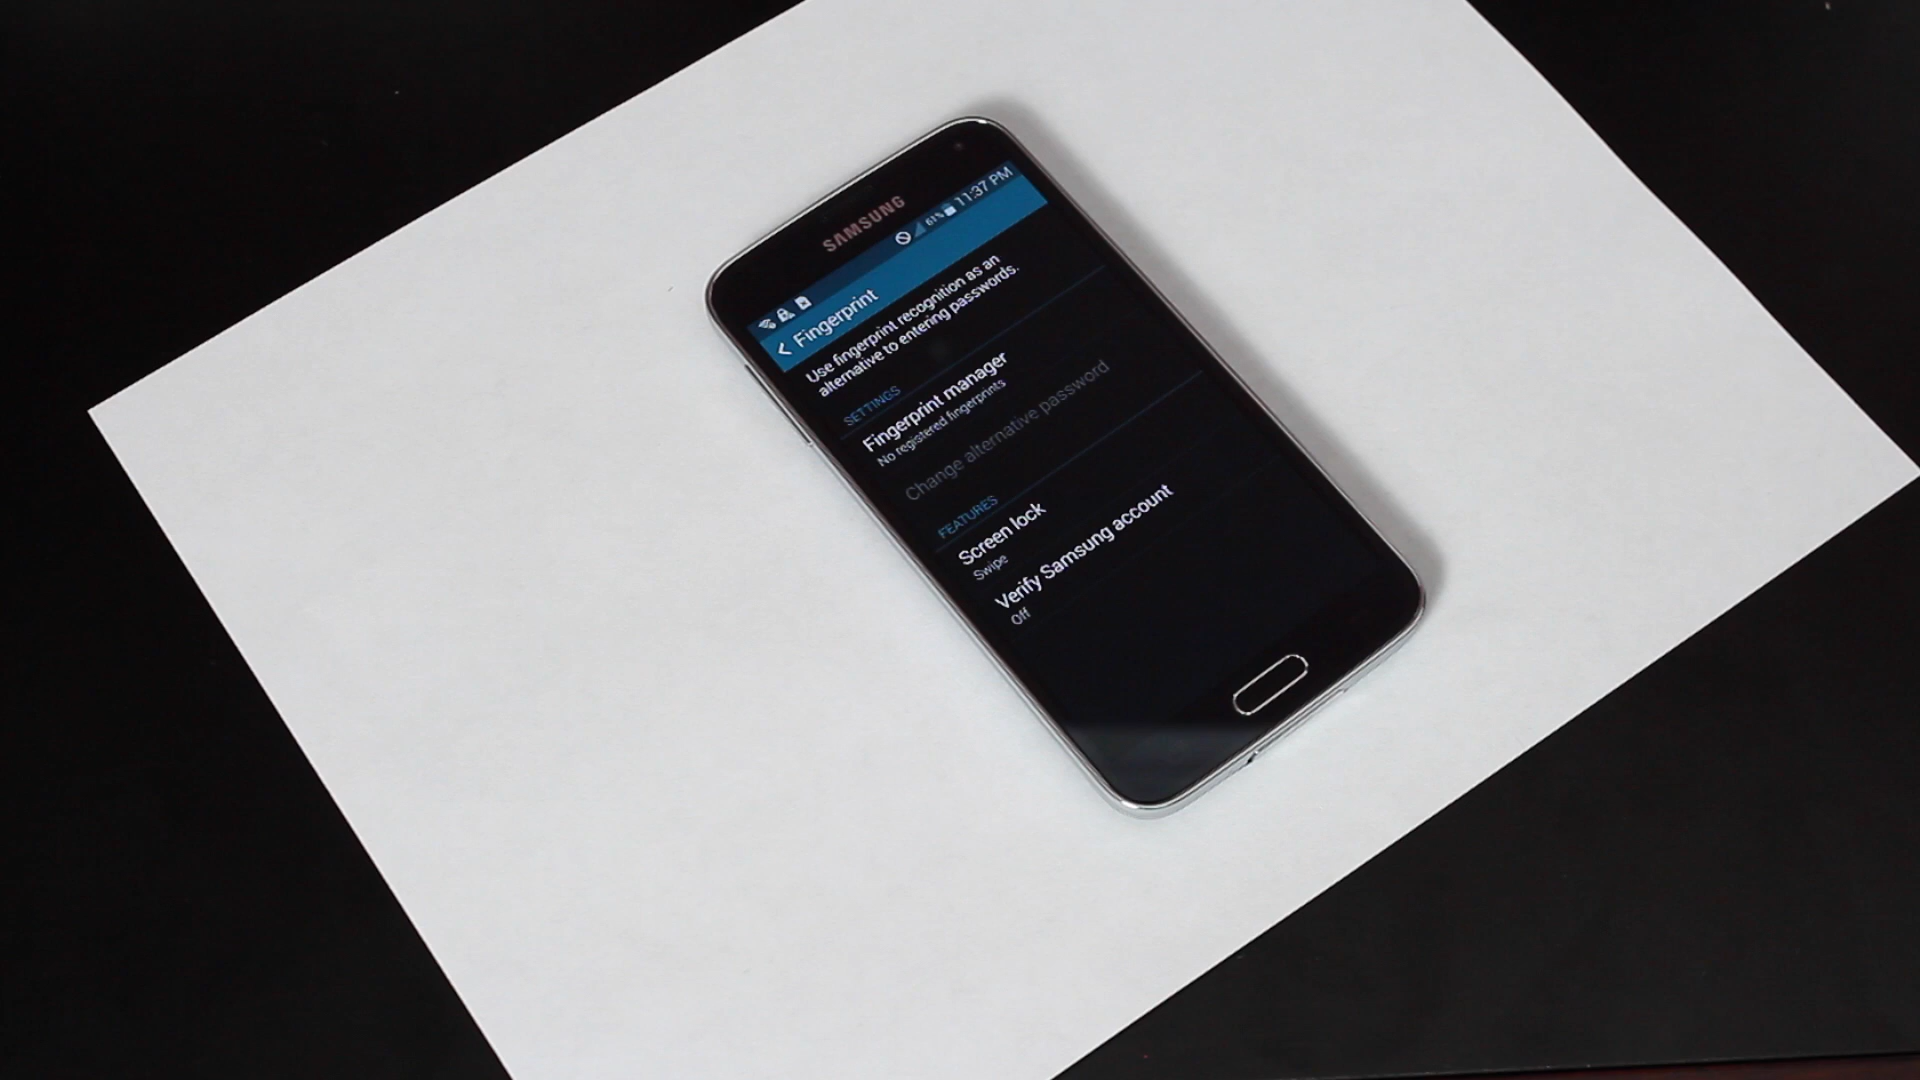 SAMSUNG
61% 11:37 PM
Fingerprint
Use fingerprint recognition as an
alternative to entering passwords.
SETTINGS
Fingerprint manager
No registered fingerprints
Change alternative password
FEATURES
Screen lock
Swipe
Verify Samsung account
Off